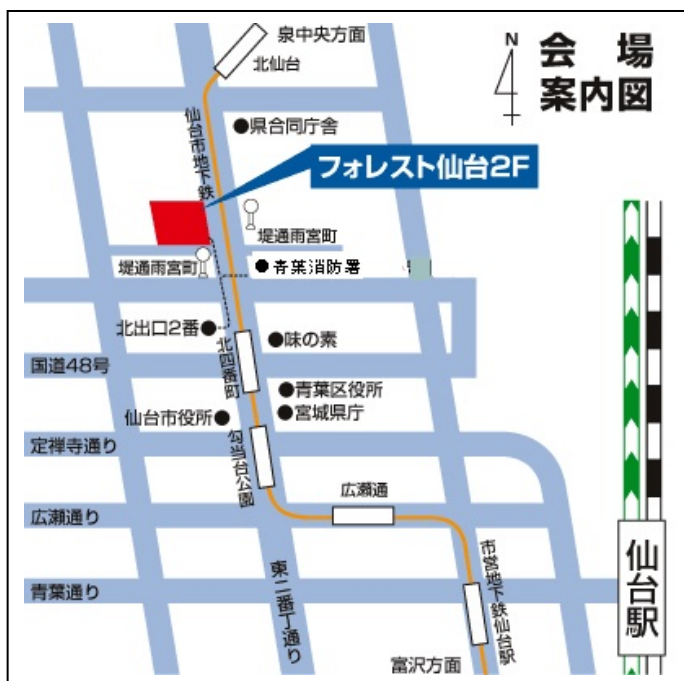 泉中央方面
北仙台
N
会場
案内図
仙台市地下鉄
県合同庁舎
フォレスト仙台2F
堤通雨宮町
堤通雨宮町
青葉消防署
北出口2番
北四番町
味の素
国道48号
青葉区役所
仙台市役所
宮城県庁
定禅寺通り
勾当台公園
広瀬通
広瀬通り
仙台駅
市営地下鉄仙台駅
東二番丁通り
青葉通り
富沢方面